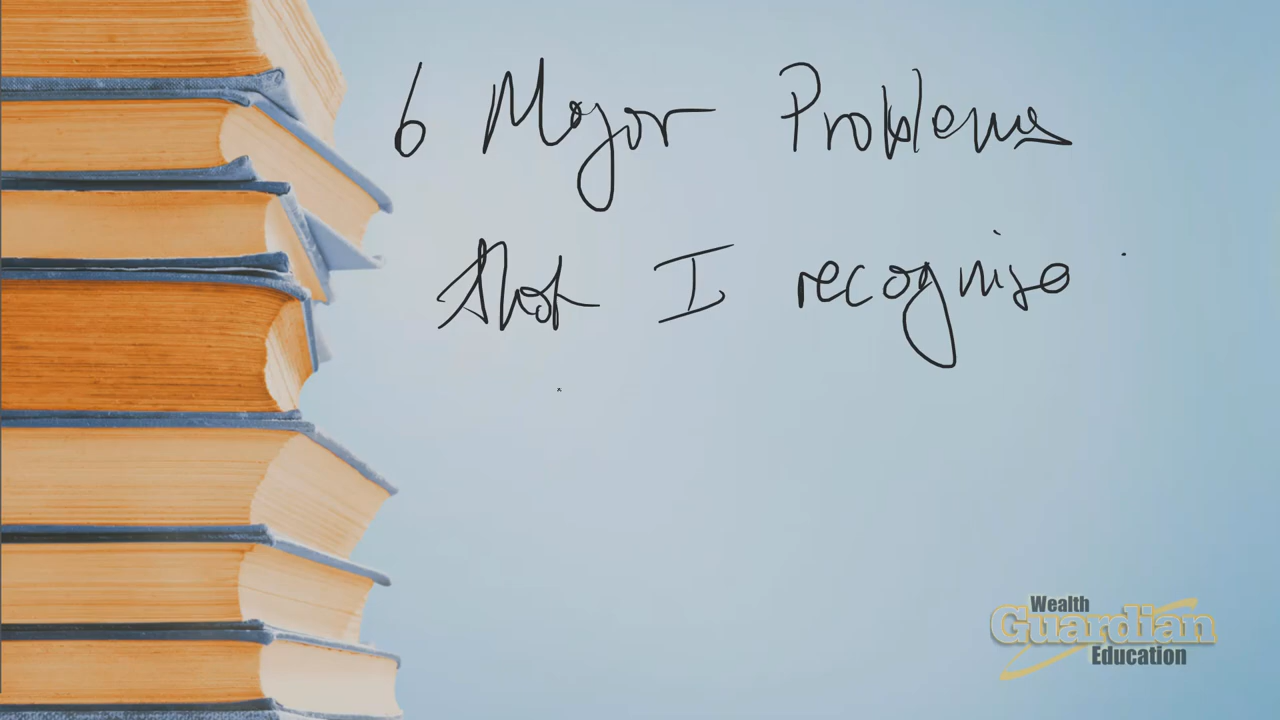 6 Major Problems
that I recognise
Wealth
Guardian
Education